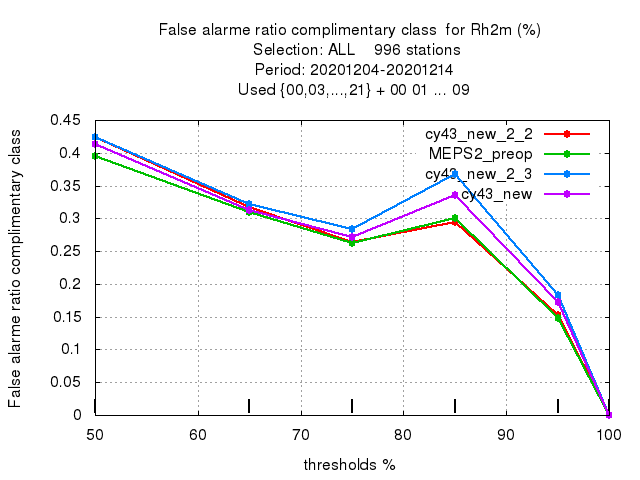 False alarme ratio complimentary class  for Rh2m (%)
Selection: ALL    996 stations
Period: 20201204-20201214
Used {00,03,...,21} + 00 01 ... 09
False alarme ratio complimentary class
0.45
0.4
0.35
0.3
0.25
0.2
0.15
0.1
0.05
0
cy43_new_2_2
MEPS2_preop
cy43_new_2_3
cy43_new
50 60 70 80 90 100
thresholds %